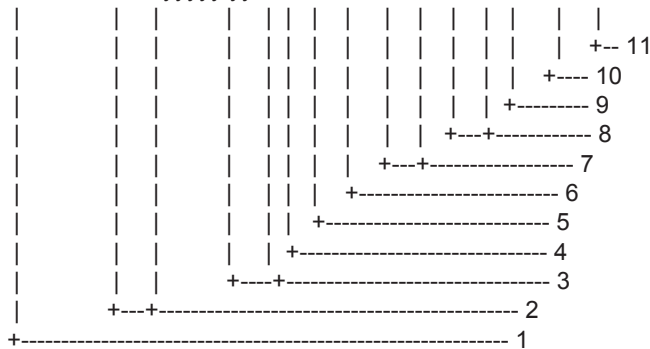 |            |    |         |    | |  |   |    |   |   |   |  |     |    |
|            |    |         |    | |  |   |    |   |   |   |  |     |   +-- 11
|            |    |         |    | |  |   |    |   |   |   |  |    +---- 10
|            |    |         |    | |  |   |    |   |   |   |  +--------- 9
|            |    |         |    | |  |   |    |   |   +---+------------ 8
|            |    |         |    | |  |   |   +---+------------------ 7
|            |    |         |    | |  |   +------------------------- 6
|            |    |         |    | |  +---------------------------- 5
|            |    |         |    | +-------------------------------- 4
|            |    |         +----+---------------------------------- 3
|            +---+--------------------------------------------- 2
+------------------------------------------------------------- 1